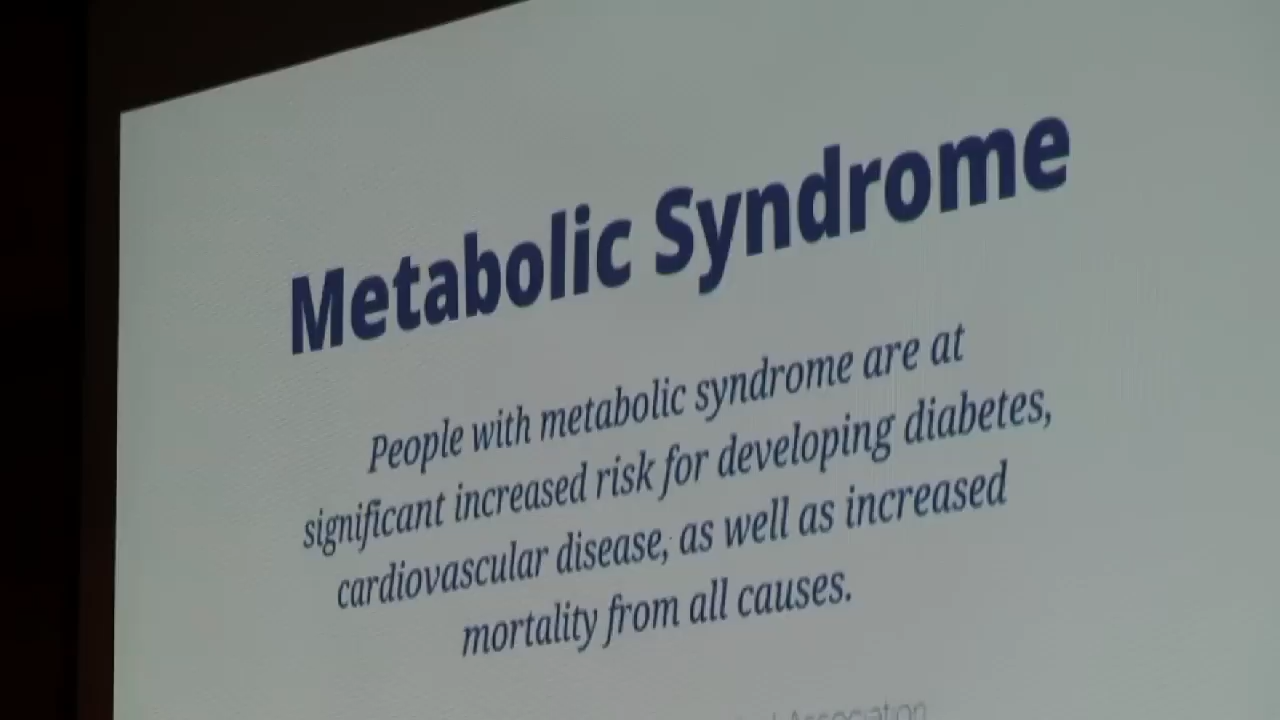 Metabolic Syndrome
People with metabolic syndrome are at
significant increased risk for developing diabetes,
cardiovascular disease, as well as increased
mortality from all causes.
Association